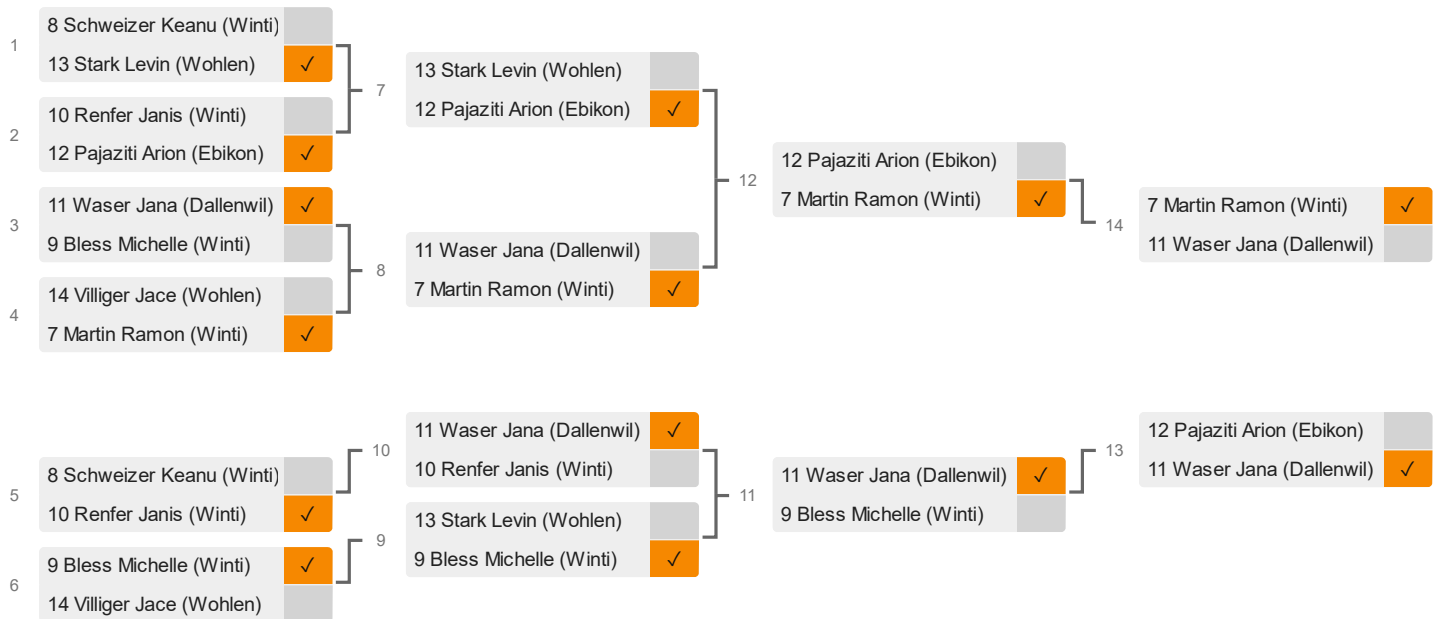 1
8 Schweizer Keanu (Winti)
13 Stark Levin (Wohlen) ✓
2
10 Renfer Janis (Winti)
12 Pajaziti Arion (Ebikon) ✓
3
11 Waser Jana (Dallenwil) ✓
9 Bless Michelle (Winti)
4
14 Villiger Jace (Wohlen)
7 Martin Ramon (Winti) ✓
7
13 Stark Levin (Wohlen)
12 Pajaziti Arion (Ebikon) ✓
8
11 Waser Jana (Dallenwil)
7 Martin Ramon (Winti) ✓
12
12 Pajaziti Arion (Ebikon)
7 Martin Ramon (Winti) ✓
14
7 Martin Ramon (Winti) ✓
11 Waser Jana (Dallenwil)
5
8 Schweizer Keanu (Winti)
10 Renfer Janis (Winti) ✓
6
9 Bless Michelle (Winti) ✓
14 Villiger Jace (Wohlen)
10
11 Waser Jana (Dallenwil) ✓
10 Renfer Janis (Winti)
9
13 Stark Levin (Wohlen)
9 Bless Michelle (Winti) ✓
11
11 Waser Jana (Dallenwil) ✓
9 Bless Michelle (Winti)
13
12 Pajaziti Arion (Ebikon)
11 Waser Jana (Dallenwil) ✓